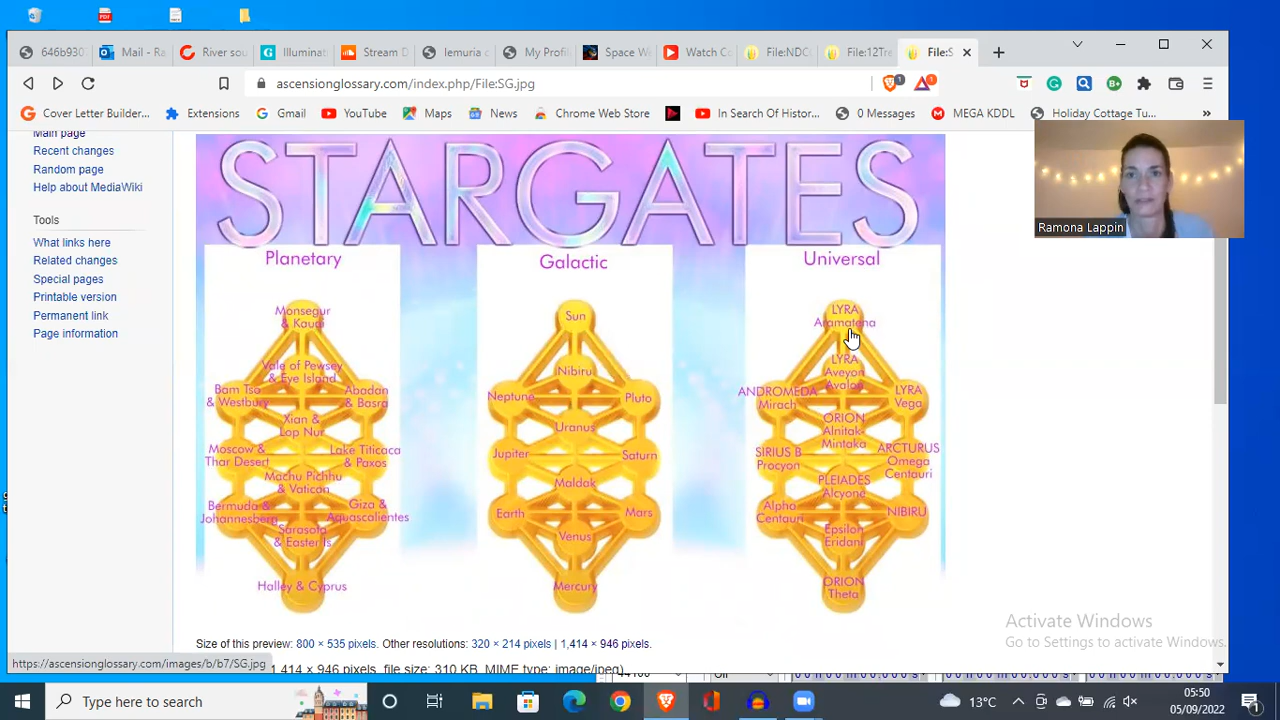 646b930
Mail - Ra
River sou
Illuminat
Stream D
lemuria c
My Profil
Space W
Watch Co
File:NDCG
File:12Tre
File:S
ascensionglossary.com/index.php/File:SG.jpg
Cover Letter Builder...
Extensions
Gmail
YouTube
Maps
News
Chrome Web Store
In Search Of Histor...
0 Messages
MEGA KDDL
Holiday Cottage Tu...
»
Main page
Recent changes
Random page
Help about MediaWiki
Tools
What links here
Related changes
Special pages
Printable version
Permanent link
Page information
STARGATES
Planetary
Monsegur
& Kaudi
Vale of Pewsey
& Eye Island
Bam Tso
& Westbury
Abadan
& Basra
Xian &
Lop Nur
Moscow &
Thar Desert
Lake Titicaca
& Paxos
Machu Pichhu
& Vatican
Bermuda &
Johannesberg
Giza &
Aquascalientes
Sarasota
& Easter Is.
Halley & Cyprus
Galactic
Sun
Nibiru
Neptune
Pluto
Uranus
Jupiter
Saturn
Maldak
Earth
Mars
Venus
Mercury
Universal
LYRA
Aramatena
LYRA
Aveyon
Avalon
ANDROMEDA
Mirach
LYRA
Vega
ORION
Alnitak-
Mintaka
SIRIUS B
Procyon
ARCTURUS
Omega
Centauri
PLEIADES
Alcyone
Alpha
Centauri
NIBIRU
Epsilon
Eridani
ORION
Theta
Ramona Lappin
Size of this preview: 800 × 535 pixels. Other resolutions: 320 × 214 pixels | 1,414 × 946 pixels.
1,414 × 946 pixels, file size: 310 KB, MIME type: image/jpeg)
https://ascensionglossary.com/images/b/b7/SG.jpg
Activate Windows
Go to Settings to activate Windows.
Type here to search
13°C
05:50
05/09/2022